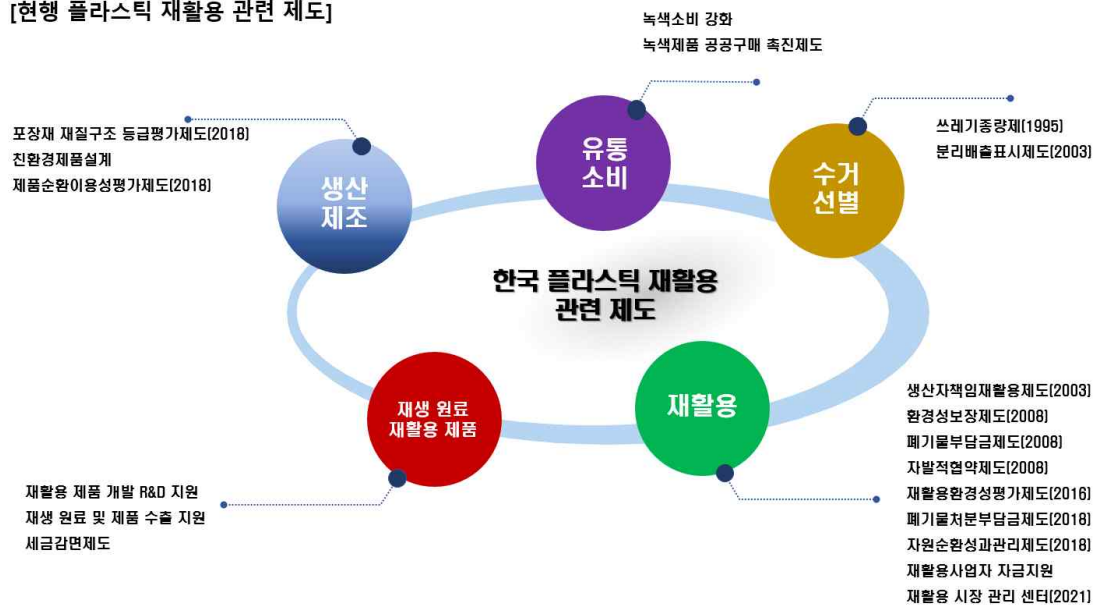 [현행 플라스틱 재활용 관련 제도]
녹색소비 강화
녹색제품 공공구매 촉진제도
포장재 재질구조 등급평가제도(2018)
친환경제품설계
제품순환이용성평가제도(2018)
쓰레기종량제(1995)
분리배출표시제도(2003)
생산
제조
유통
소비
수거
선별
한국 플라스틱 재활용
관련 제도
재생 원료
재활용 제품
재활용
재활용 제품 개발 R&D 지원
재생 원료 및 제품 수출 지원
세금감면제도
생산자책임재활용제도(2003)
환경성보장제도(2008)
폐기물부담금제도(2008)
자발적협약제도(2008)
재활용환경성평가제도(2016)
폐기물처분부담금제도(2018)
자원순환성과관리제도(2018)
재활용사업자 자금지원
재활용 시장 관리 센터(2021)